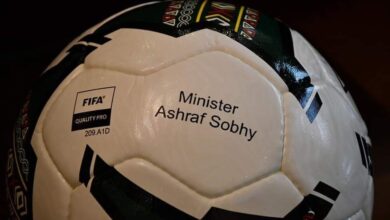 FIFA®
QUALITY PRO
209.A1D
Minister
Ashraf Sobhy